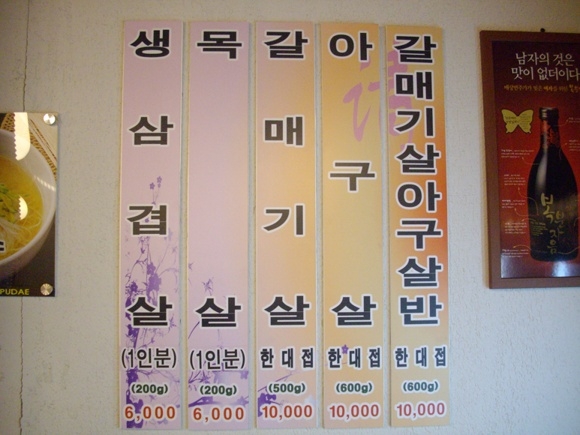 생삼겹살
(1인분)
(200g)
6,000
목살
(1인분)
(200g)
6,000
갈매기살
한대접
(500g)
10,000
아구살
한대접
(600g)
10,000
갈매기살아구살반
한대접
(600g)
10,000
남자의 것은
맛이 없더이다
PUDAE